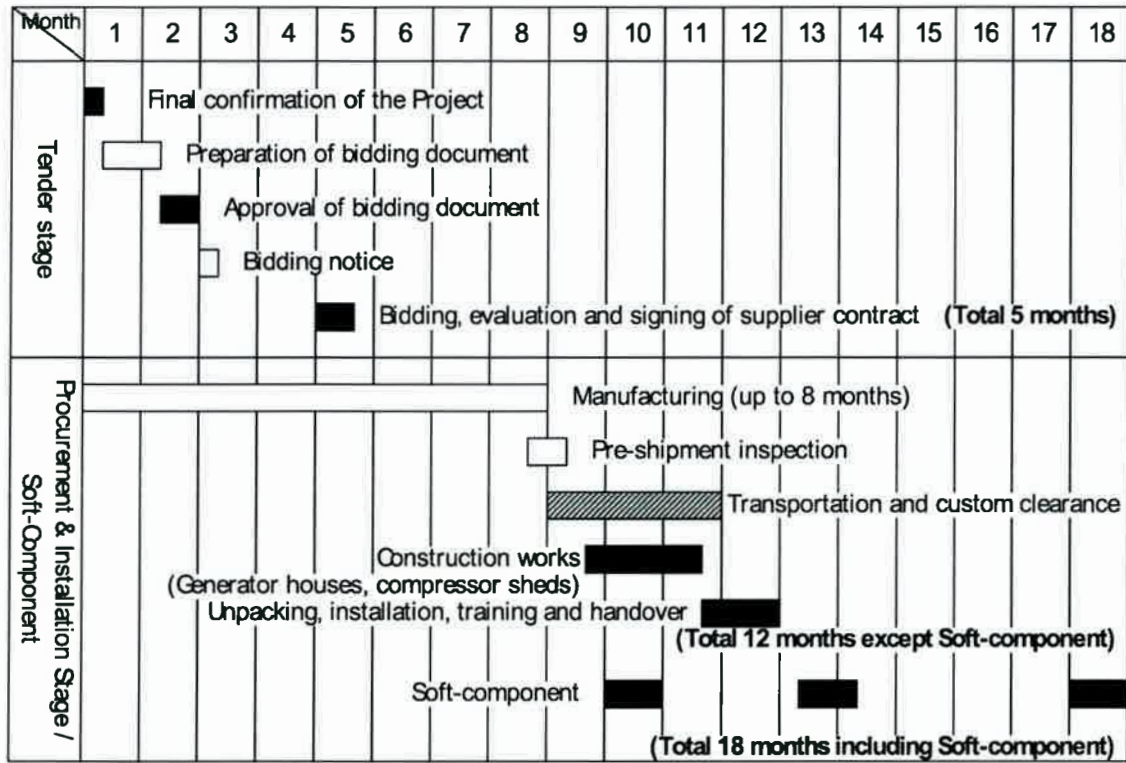 Month 1 2 3 4 5 6 7 8 9 10 11 12 13 14 15 16 17 18
Tender stage
Final confirmation of the Project
Preparation of bidding document
Approval of bidding document
Bidding notice
Bidding, evaluation and signing of supplier contract (Total 5 months)
Procurement & Installation Stage /
Soft-Component
Manufacturing (up to 8 months)
Pre-shipment inspection
Transportation and custom clearance
Construction works
(Generator houses, compressor sheds)
Unpacking, installation, training and handover
(Total 12 months except Soft-component)
Soft-component
(Total 18 months including Soft-component)